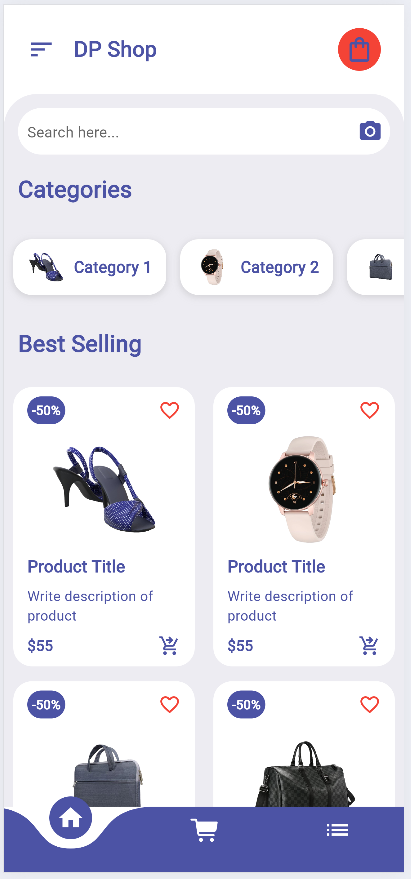 DP Shop
Search here...
Categories
Category 1
Category 2
Best Selling
-50%
-50%
Product Title
Product Title
Write description of
product
Write description of
product
$55
$55
-50%
-50%